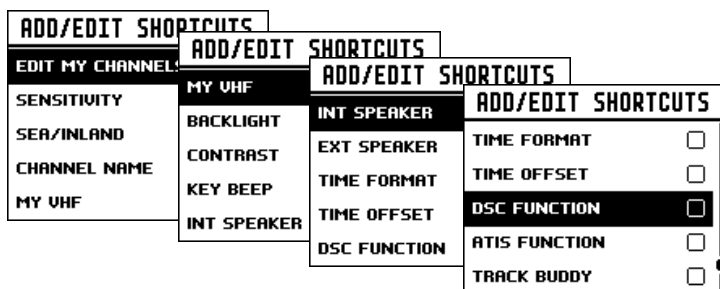 ADD/EDIT SHORTCUTS
EDIT MY CHANNELS
SENSITIVITY
SEA/INLAND
CHANNEL NAME
MY VHF
ADD/EDIT SHORTCUTS
MY VHF
BACKLIGHT
CONTRAST
KEY BEEP
INT SPEAKER
ADD/EDIT SHORTCUTS
INT SPEAKER
EXT SPEAKER
TIME FORMAT
TIME OFFSET
DSC FUNCTION
ADD/EDIT SHORTCUTS
TIME FORMAT
TIME OFFSET
DSC FUNCTION
ATIS FUNCTION
TRACK BUDDY